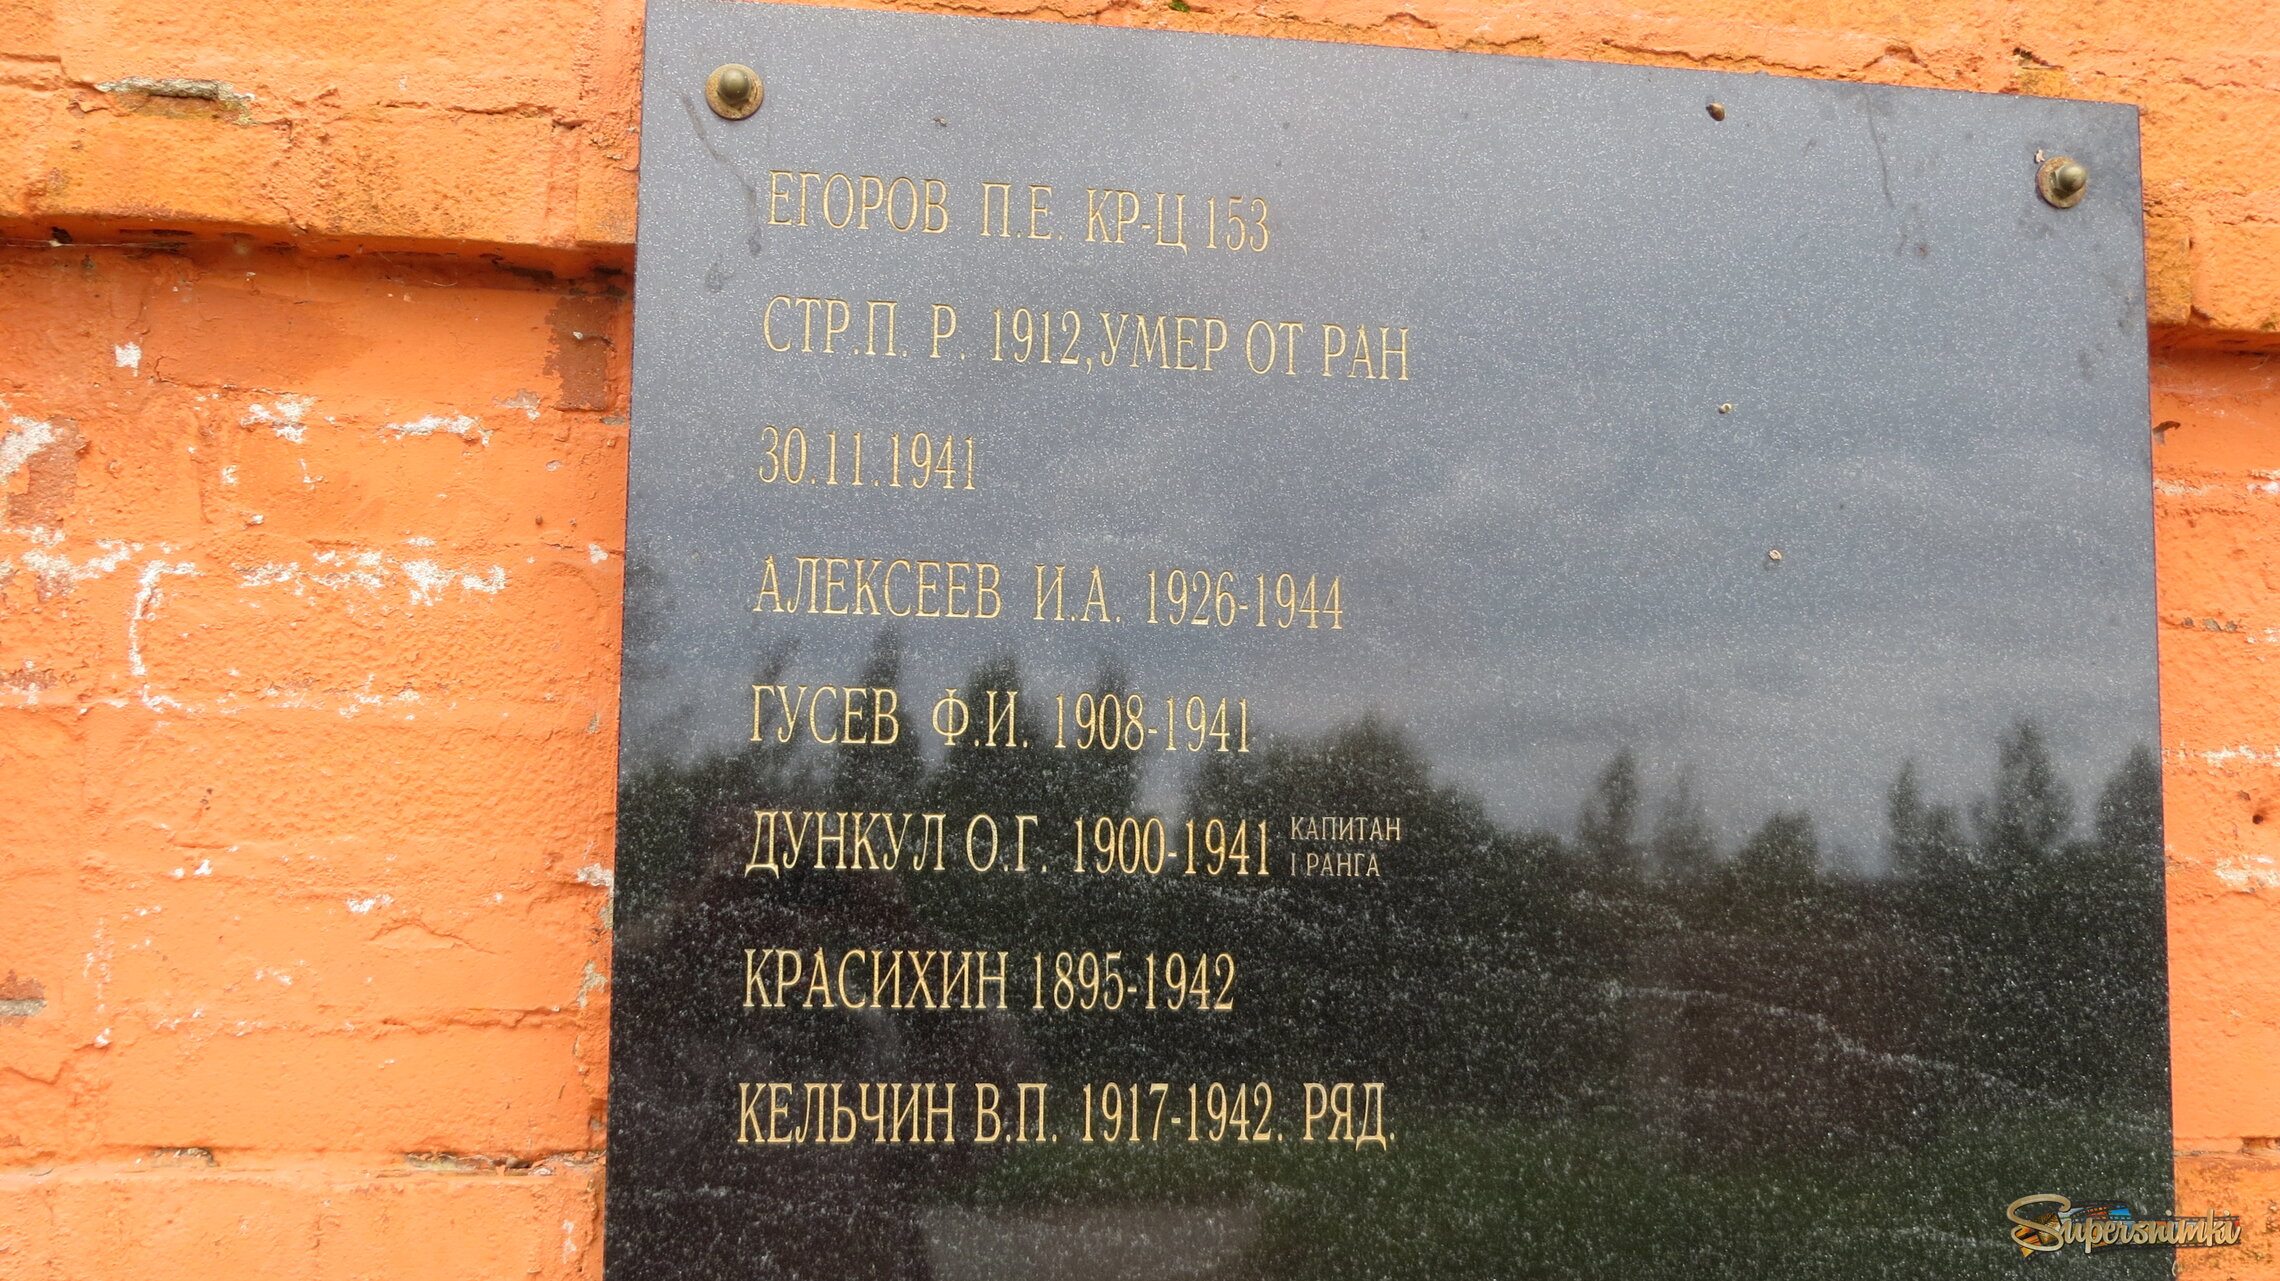 ЕГОРОВ П.Е. КР-Ц 153
СТР.П. Р. 1912, УМЕР ОТ РАН
30.11.1941
АЛЕКСЕЕВ И.А. 1926-1944
ГУСЕВ Ф.И. 1908-1941
ДУНКУЛ О.Г. 1900-1941 КАПИТАН
I РАНГА
КРАСИХИН 1895-1942
КЕЛЬЧИН В.П. 1917-1942. РЯД.
Supersnimki